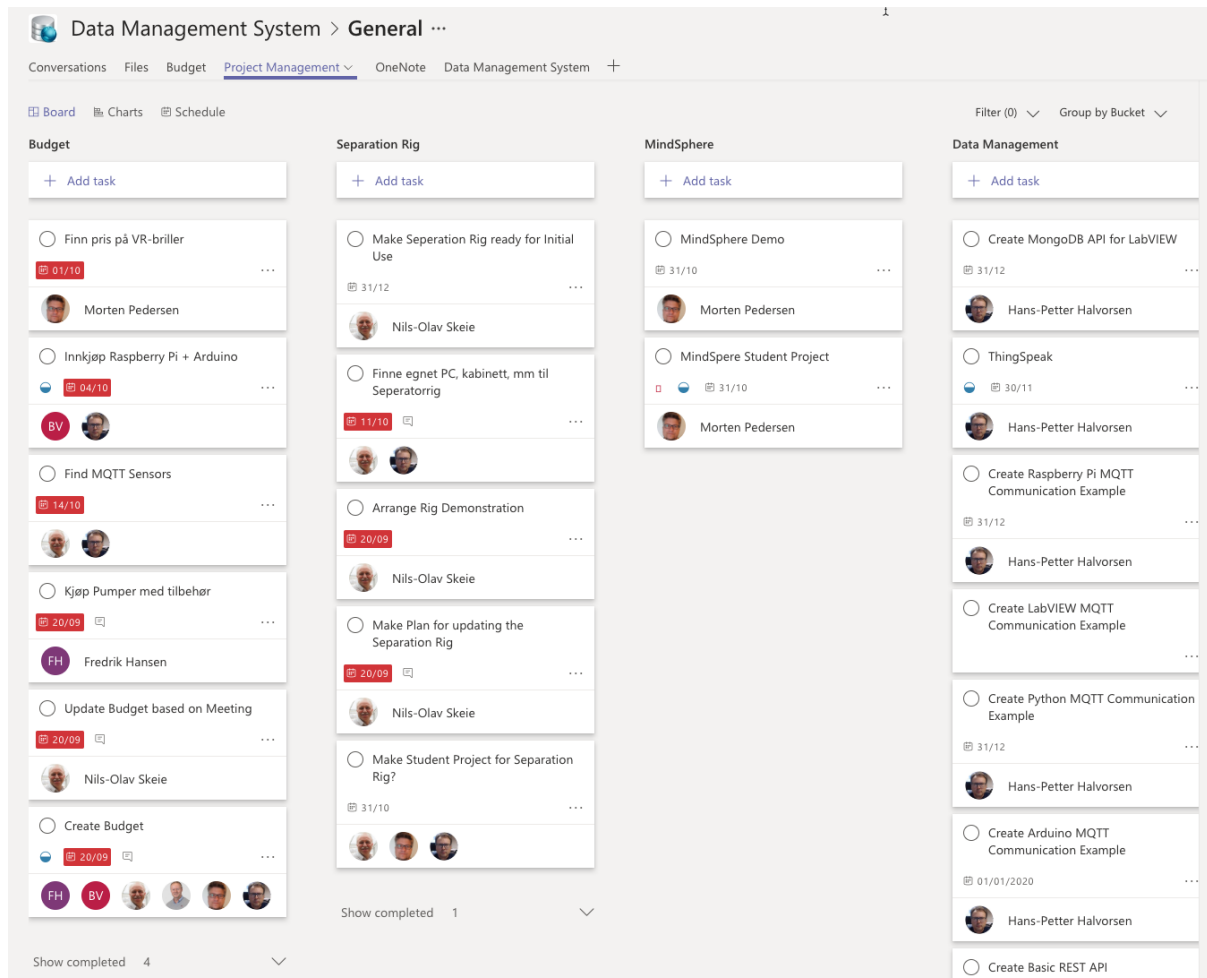 Data Management System > General ...
Conversations Files Budget Project Management OneNote Data Management System +
Board Charts Schedule
Filter (0) Group by Bucket
Budget
+ Add task
Finn pris på VR-briller
01/10
Morten Pedersen
Innkjøp Raspberry Pi + Arduino
04/10
BV
Find MQTT Sensors
14/10
Kjøp Pumper med tilbehør
20/09
FH Fredrik Hansen
Update Budget based on Meeting
20/09
Nils-Olav Skeie
Create Budget
20/09
FH BV
Show completed 4
Separation Rig
+ Add task
Make Seperation Rig ready for Initial
Use
31/12
Nils-Olav Skeie
Finne egnet PC, kabinett, mm til
Seperatorrig
11/10
Arrange Rig Demonstration
20/09
Nils-Olav Skeie
Make Plan for updating the
Separation Rig
20/09
Nils-Olav Skeie
Make Student Project for Separation
Rig?
31/10
Show completed 1
MindSphere
+ Add task
MindSphere Demo
31/10
Morten Pedersen
MindSpere Student Project
31/10
Morten Pedersen
Data Management
+ Add task
Create MongoDB API for LabVIEW
31/12
Hans-Petter Halvorsen
ThingSpeak
30/11
Hans-Petter Halvorsen
Create Raspberry Pi MQTT
Communication Example
31/12
Hans-Petter Halvorsen
Create LabVIEW MQTT
Communication Example
Create Python MQTT Communication
Example
31/12
Hans-Petter Halvorsen
Create Arduino MQTT
Communication Example
01/01/2020
Hans-Petter Halvorsen
Create Basic REST API